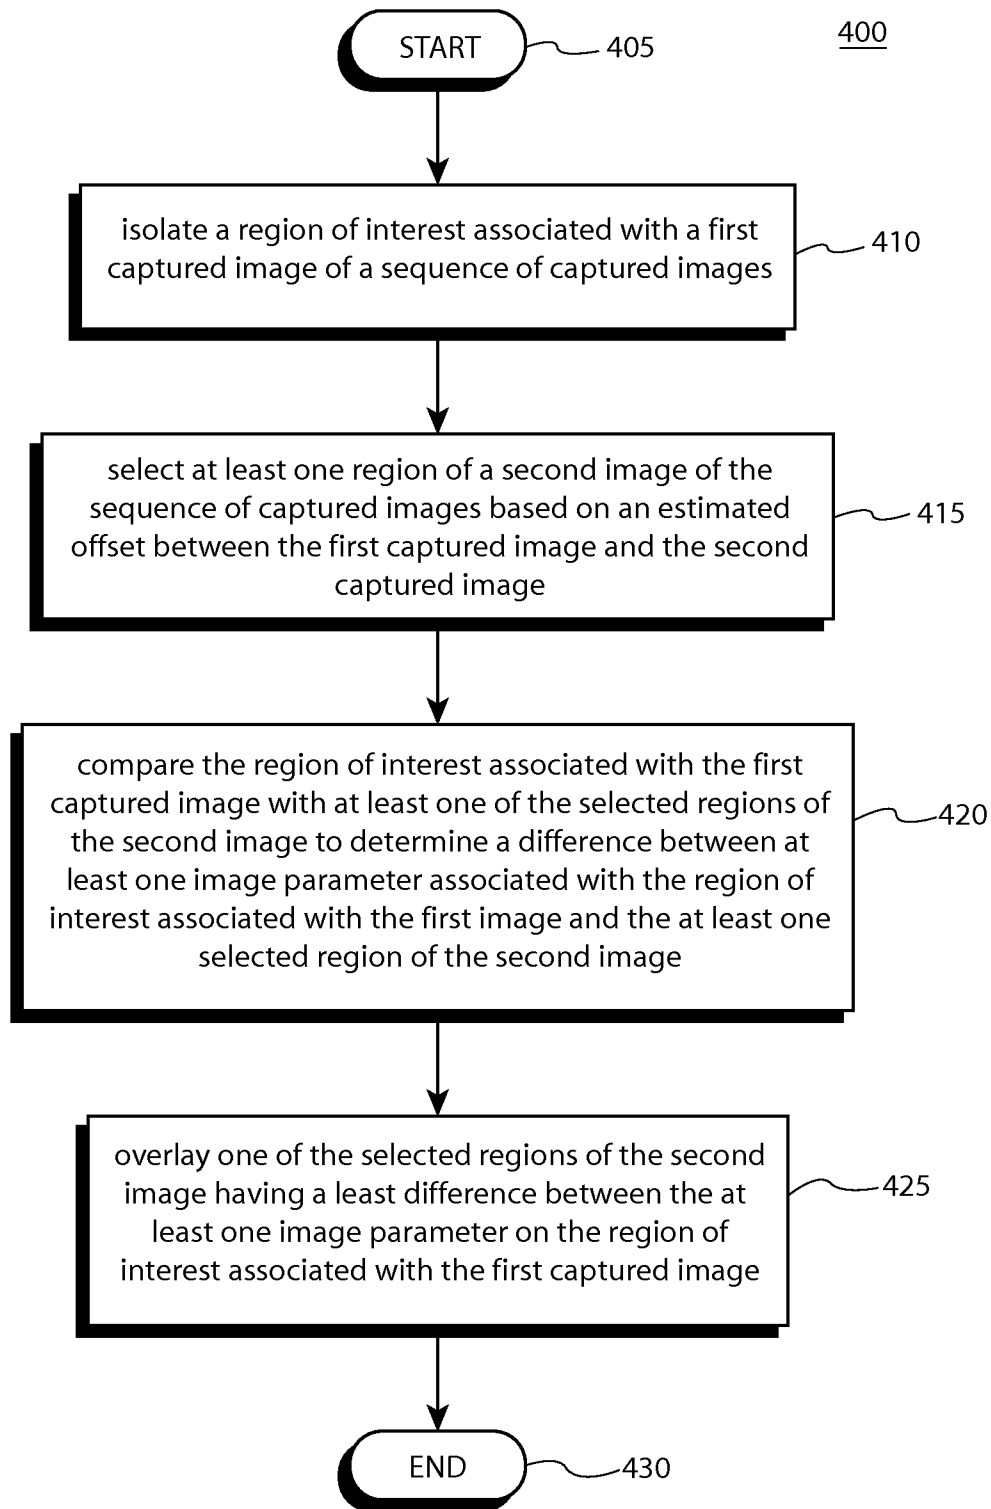 400
START
405
isolate a region of interest associated with a first
captured image of a sequence of captured images
410
select at least one region of a second image of the
sequence of captured images based on an estimated
offset between the first captured image and the second
captured image
415
compare the region of interest associated with the first
captured image with at least one of the selected regions of
the second image to determine a difference between at
least one image parameter associated with the region of
interest associated with the first image and the at least one
selected region of the second image
420
overlay one of the selected regions of the second
image having a least difference between the at
least one image parameter on the region of
interest associated with the first captured image
425
END
430